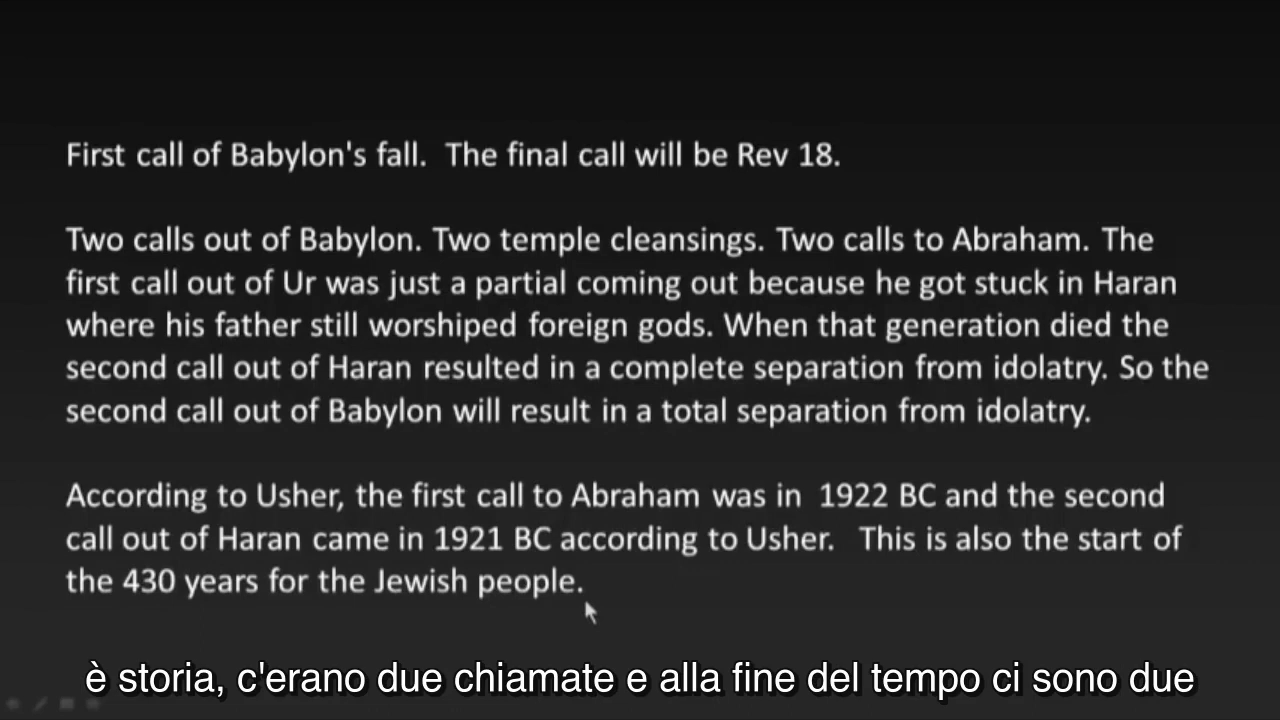 First call of Babylon's fall.  The final call will be Rev 18.
Two calls out of Babylon. Two temple cleansings. Two calls to Abraham. The
first call out of Ur was just a partial coming out because he got stuck in Haran
where his father still worshiped foreign gods. When that generation died the
second call out of Haran resulted in a complete separation from idolatry. So the
second call out of Babylon will result in a total separation from idolatry.
According to Usher, the first call to Abraham was in  1922 BC and the second
call out of Haran came in 1921 BC according to Usher.   This is also the start of
the 430 years for the Jewish people.
è storia, c'erano due chiamate e alla fine del tempo ci sono due